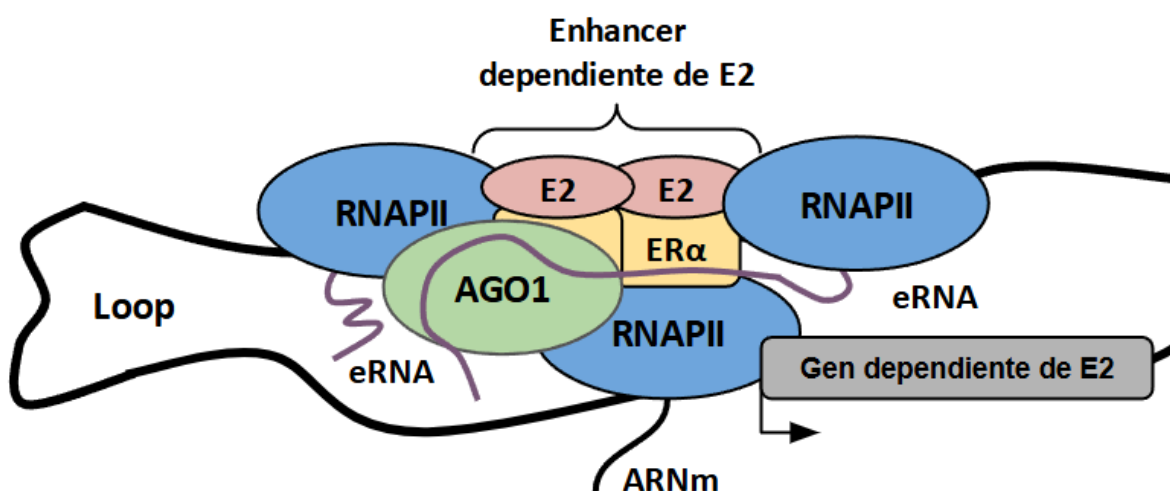 Enhancer
dependiente de E2
E2
E2
RNAPII
RNAPII
ERα
AGO1
Loop
eRNA
RNAPII
eRNA
Gen dependiente de E2
ARNm